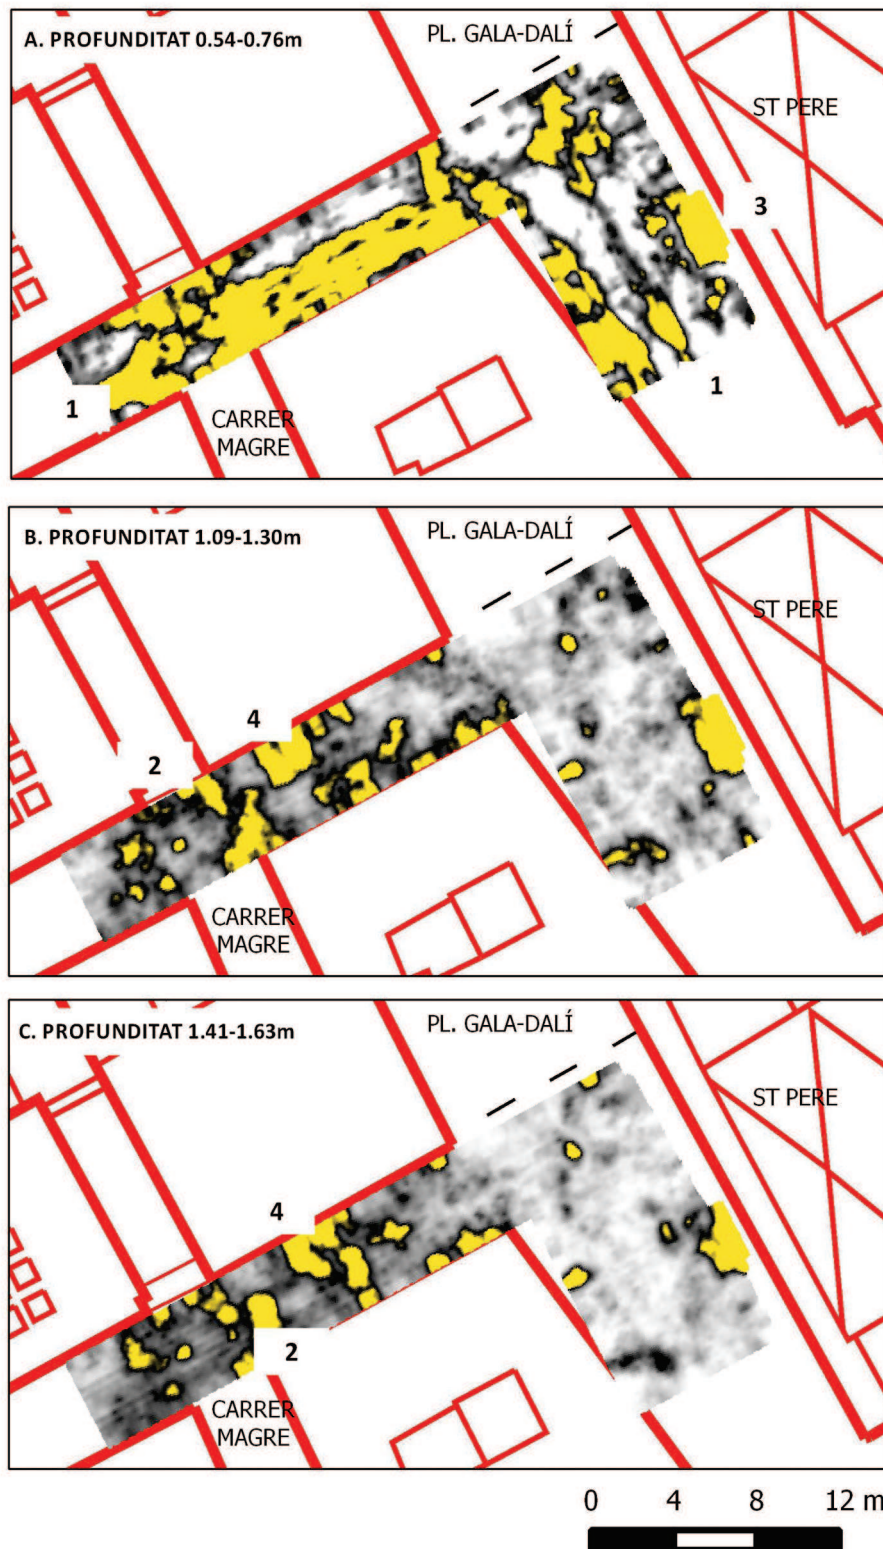 A. PROFUNDITAT 0.54-0.76m
PL. GALA-DALÍ
ST PERE
3
1
1
CARRER
MAGRE
B. PROFUNDITAT 1.09-1.30m
PL. GALA-DALÍ
ST PERE
4
2
CARRER
MAGRE
C. PROFUNDITAT 1.41-1.63m
PL. GALA-DALÍ
ST PERE
4
2
CARRER
MAGRE
0 4 8 12 m